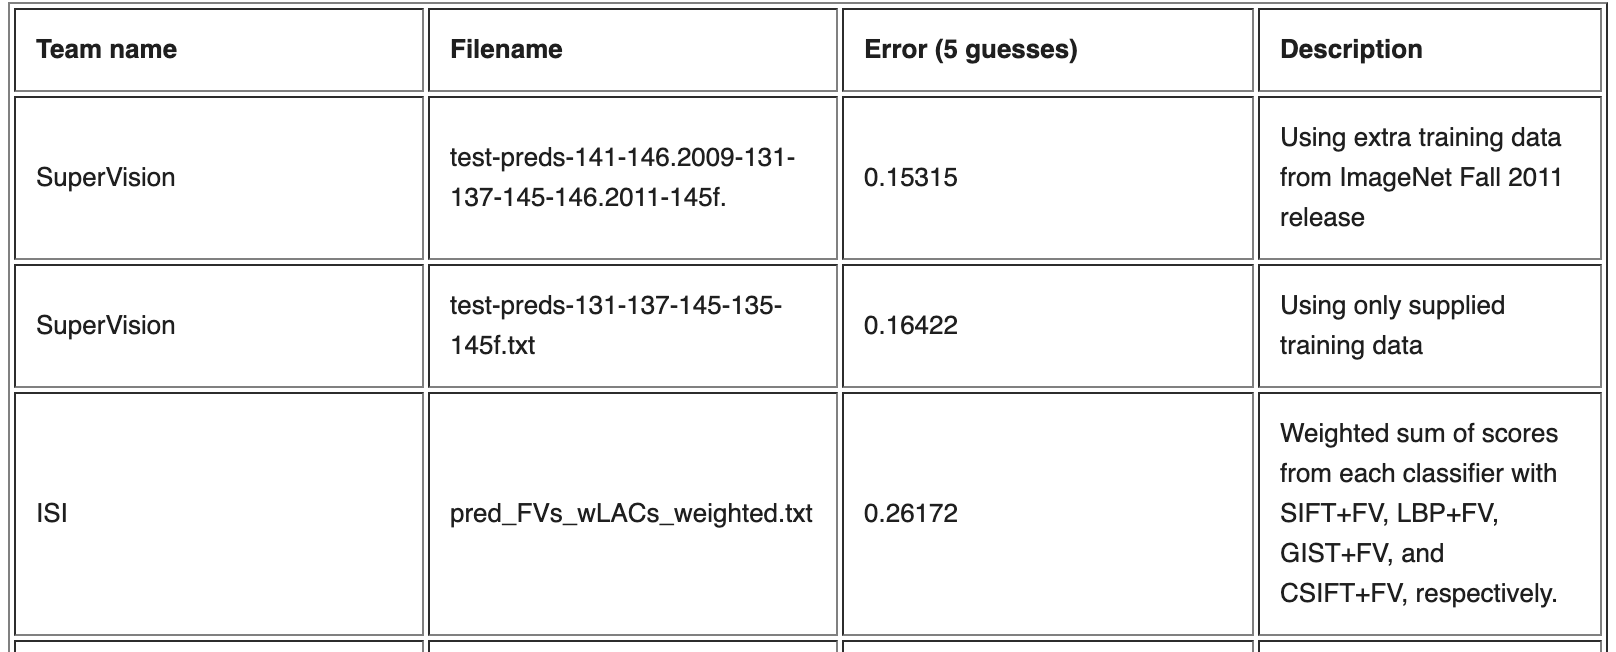 Team name
Filename
Error (5 guesses)
Description
SuperVision
test-preds-141-146.2009-131-
137-145-146.2011-145f.
0.15315
Using extra training data
from ImageNet Fall 2011
release
SuperVision
test-preds-131-137-145-135-
145f.txt
0.16422
Using only supplied
training data
ISI
pred_FVs_wLACs_weighted.txt
0.26172
Weighted sum of scores
from each classifier with
SIFT+FV, LBP+FV,
GIST+FV, and
CSIFT+FV, respectively.